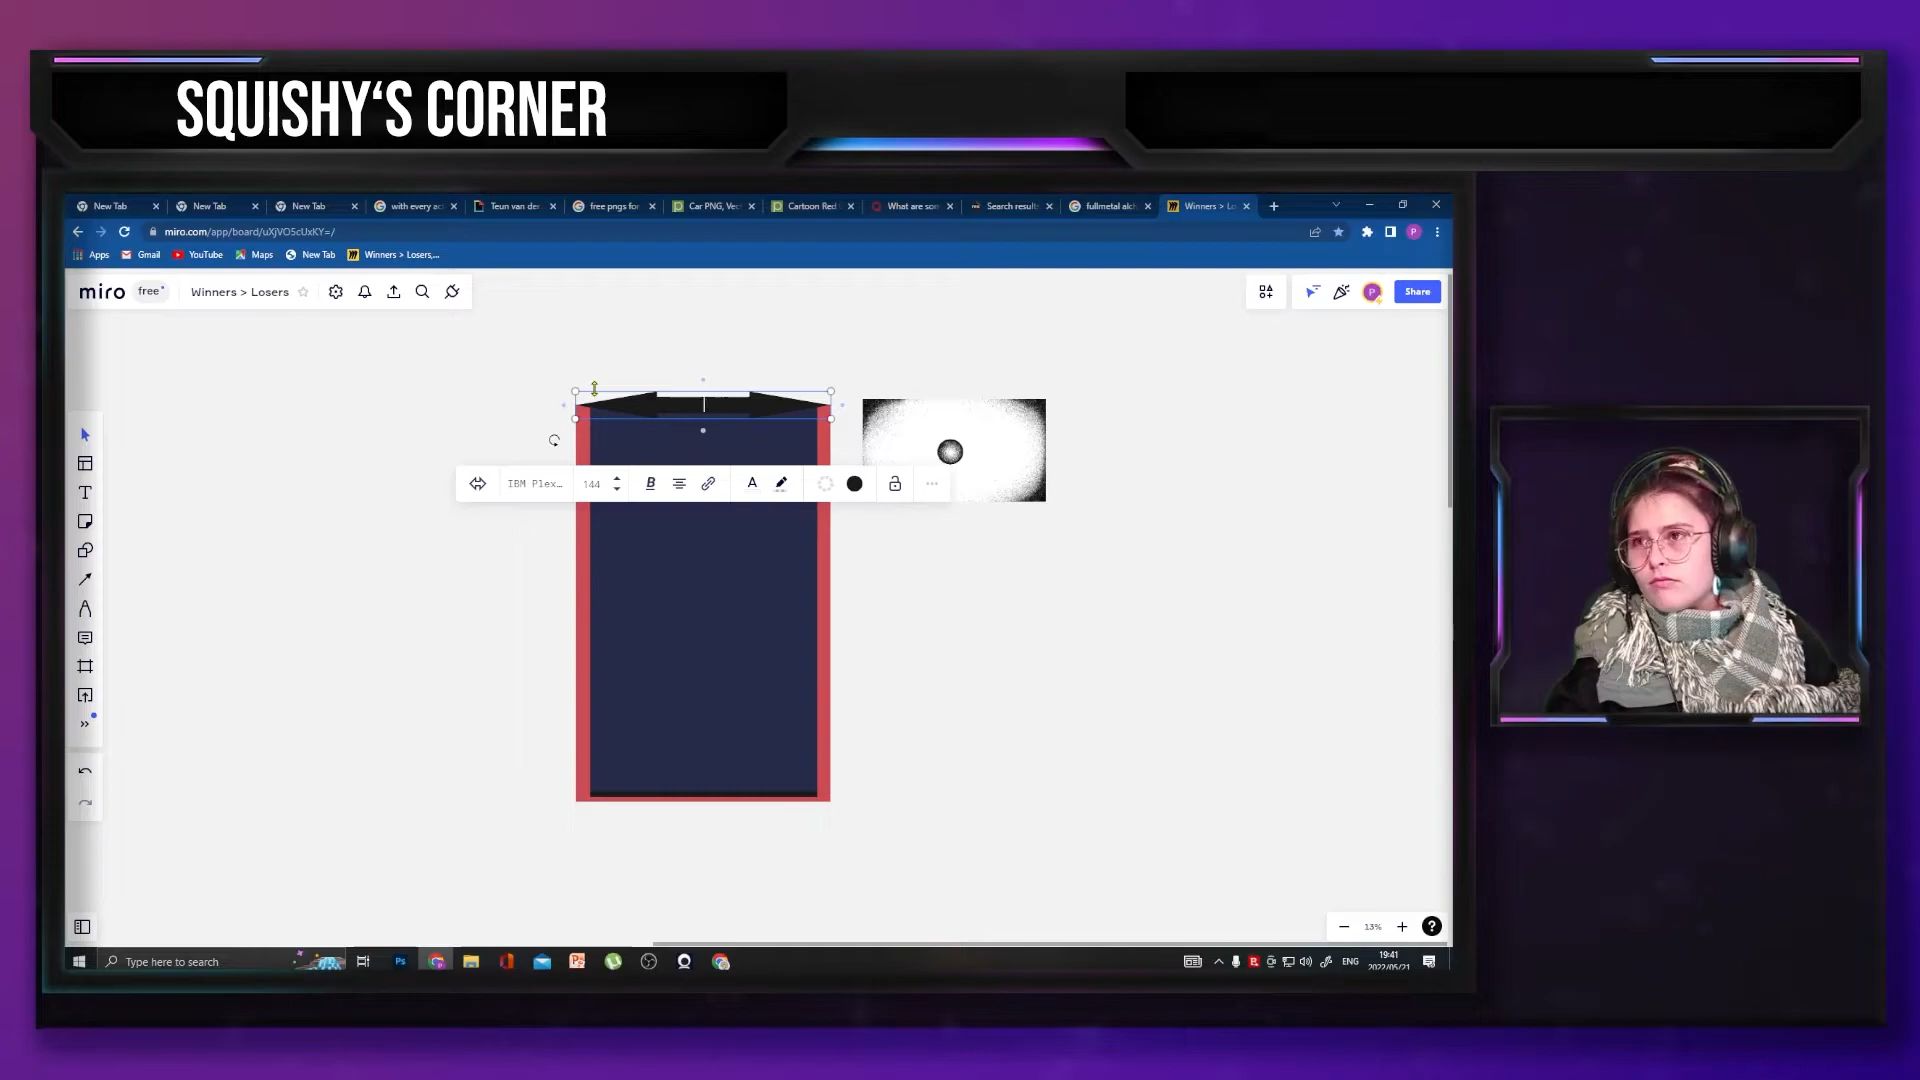 SQUISHY‘S CORNER
New Tab
New Tab
New Tab
with every ac
Teun van der
free pngs for
Car PNG, Vec
Cartoon Red
What are som
Search results
fullmetal alch
Winners > Lo
miro.com/app/board/uXjVO5cUxKY=/
P
Apps
Gmail
YouTube
Maps
New Tab
Winners > Losers,...
miro
free
Winners > Losers
P
Share
IBM Plex...
144
B
A
T
13%
?
Type here to search
Ps
ENG
19:41
2022/05/21